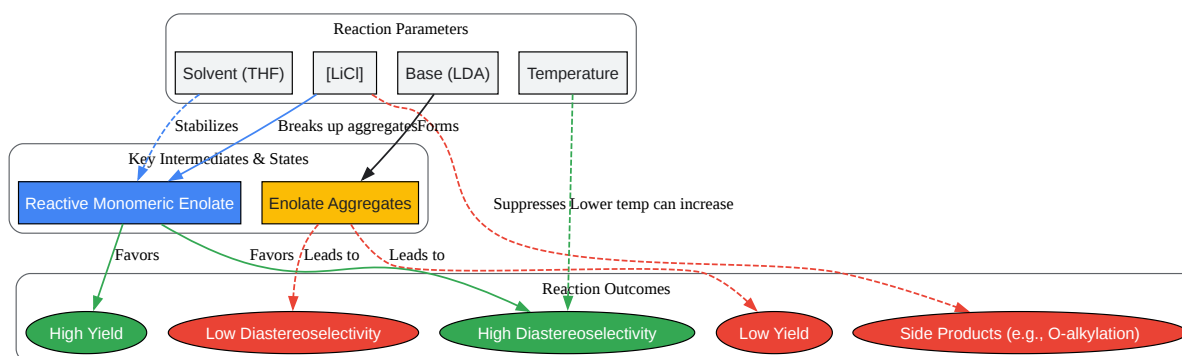 Reaction Parameters
Solvent (THF)
[LiCl]
Base (LDA)
Temperature
Stabilizes
Breaks up aggregates
Forms
Key Intermediates & States
Reactive Monomeric Enolate
Enolate Aggregates
Suppresses
Lower temp can increase
Favors
Favors
Leads to
Leads to
Reaction Outcomes
High Yield
Low Diastereoselectivity
High Diastereoselectivity
Low Yield
Side Products (e.g., O-alkylation)